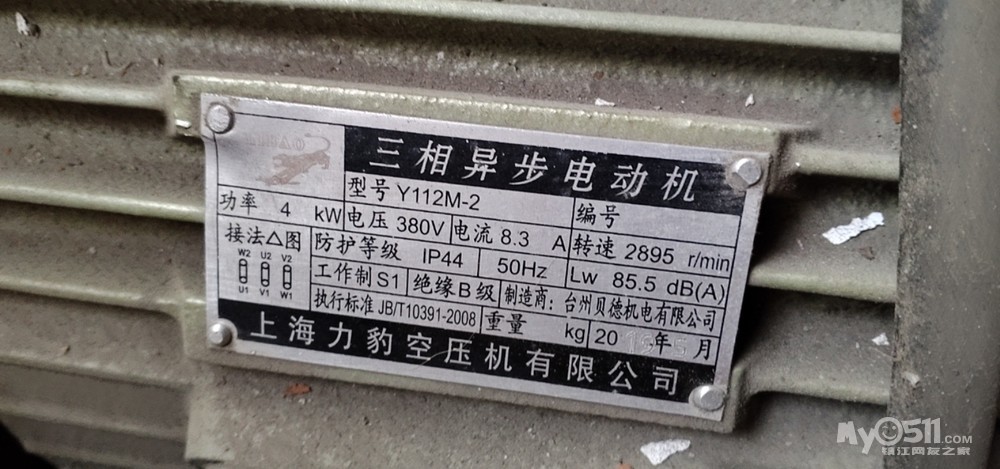 三相异步电动机
型号 Y112M-2 编号
功率 4 kW 电压 380V 电流 8.3 A 转速 2895 r/min
接法△图 防护等级 IP44 50Hz Lw 85.5 dB(A)
W2 U2 V2
U1 V1 W1
工作制 S1 绝缘 B 级 制造商：台州贝德机电有限公司
执行标准 JB/T10391-2008 重量 kg 20 年 月
上海力豹空压机有限公司
My0511.COM
镇江网友之家